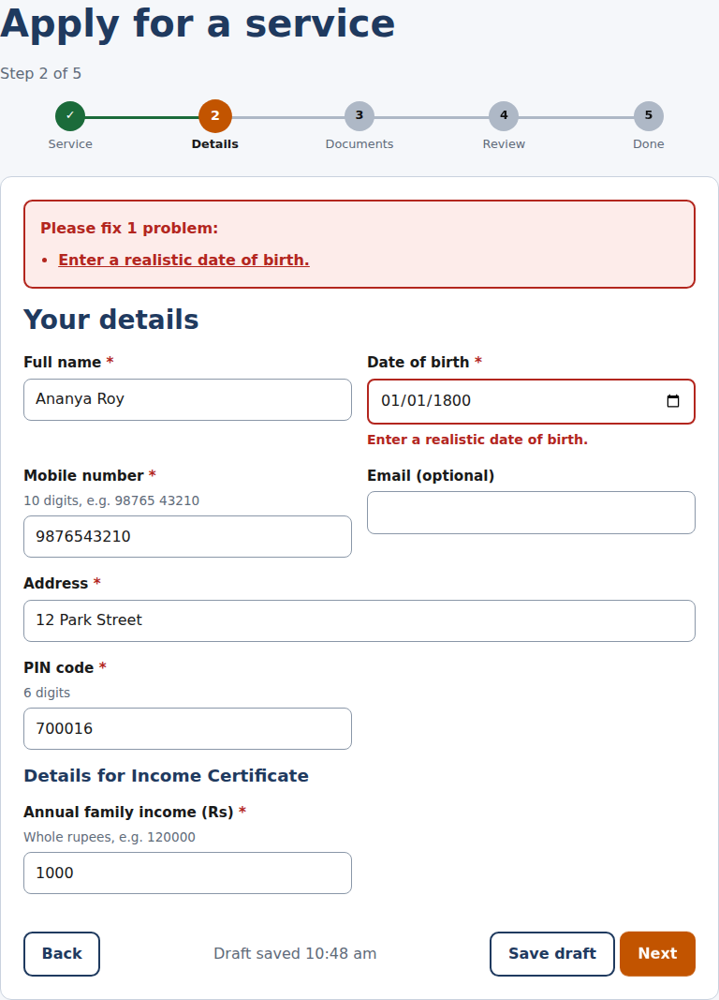 Apply for a service
Step 2 of 5
✓ 2 3 4 5
Service Details Documents Review Done
Please fix 1 problem:
• Enter a realistic date of birth.
Your details
Full name * Date of birth *
Ananya Roy 01/01/1800
Enter a realistic date of birth.
Mobile number * Email (optional)
10 digits, e.g. 98765 43210
9876543210
Address *
12 Park Street
PIN code *
6 digits
700016
Details for Income Certificate
Annual family income (Rs) *
Whole rupees, e.g. 120000
1000
Back Draft saved 10:48 am Save draft Next